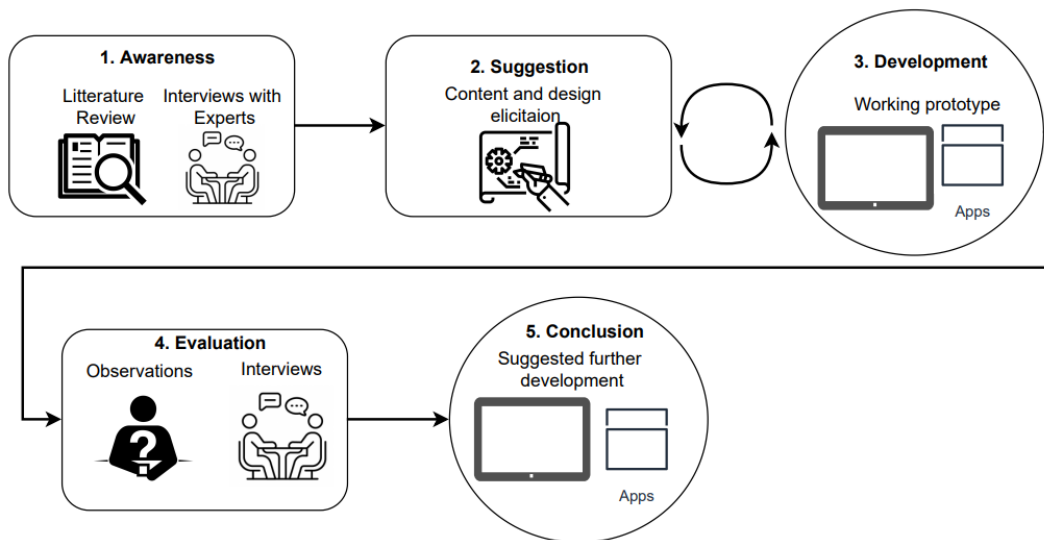 1. Awareness
Litterature
Review
Interviews with
Experts
2. Suggestion
Content and design
elicitaion
3. Development
Working prototype
Apps
4. Evaluation
Observations
Interviews
?
5. Conclusion
Suggested further
development
Apps